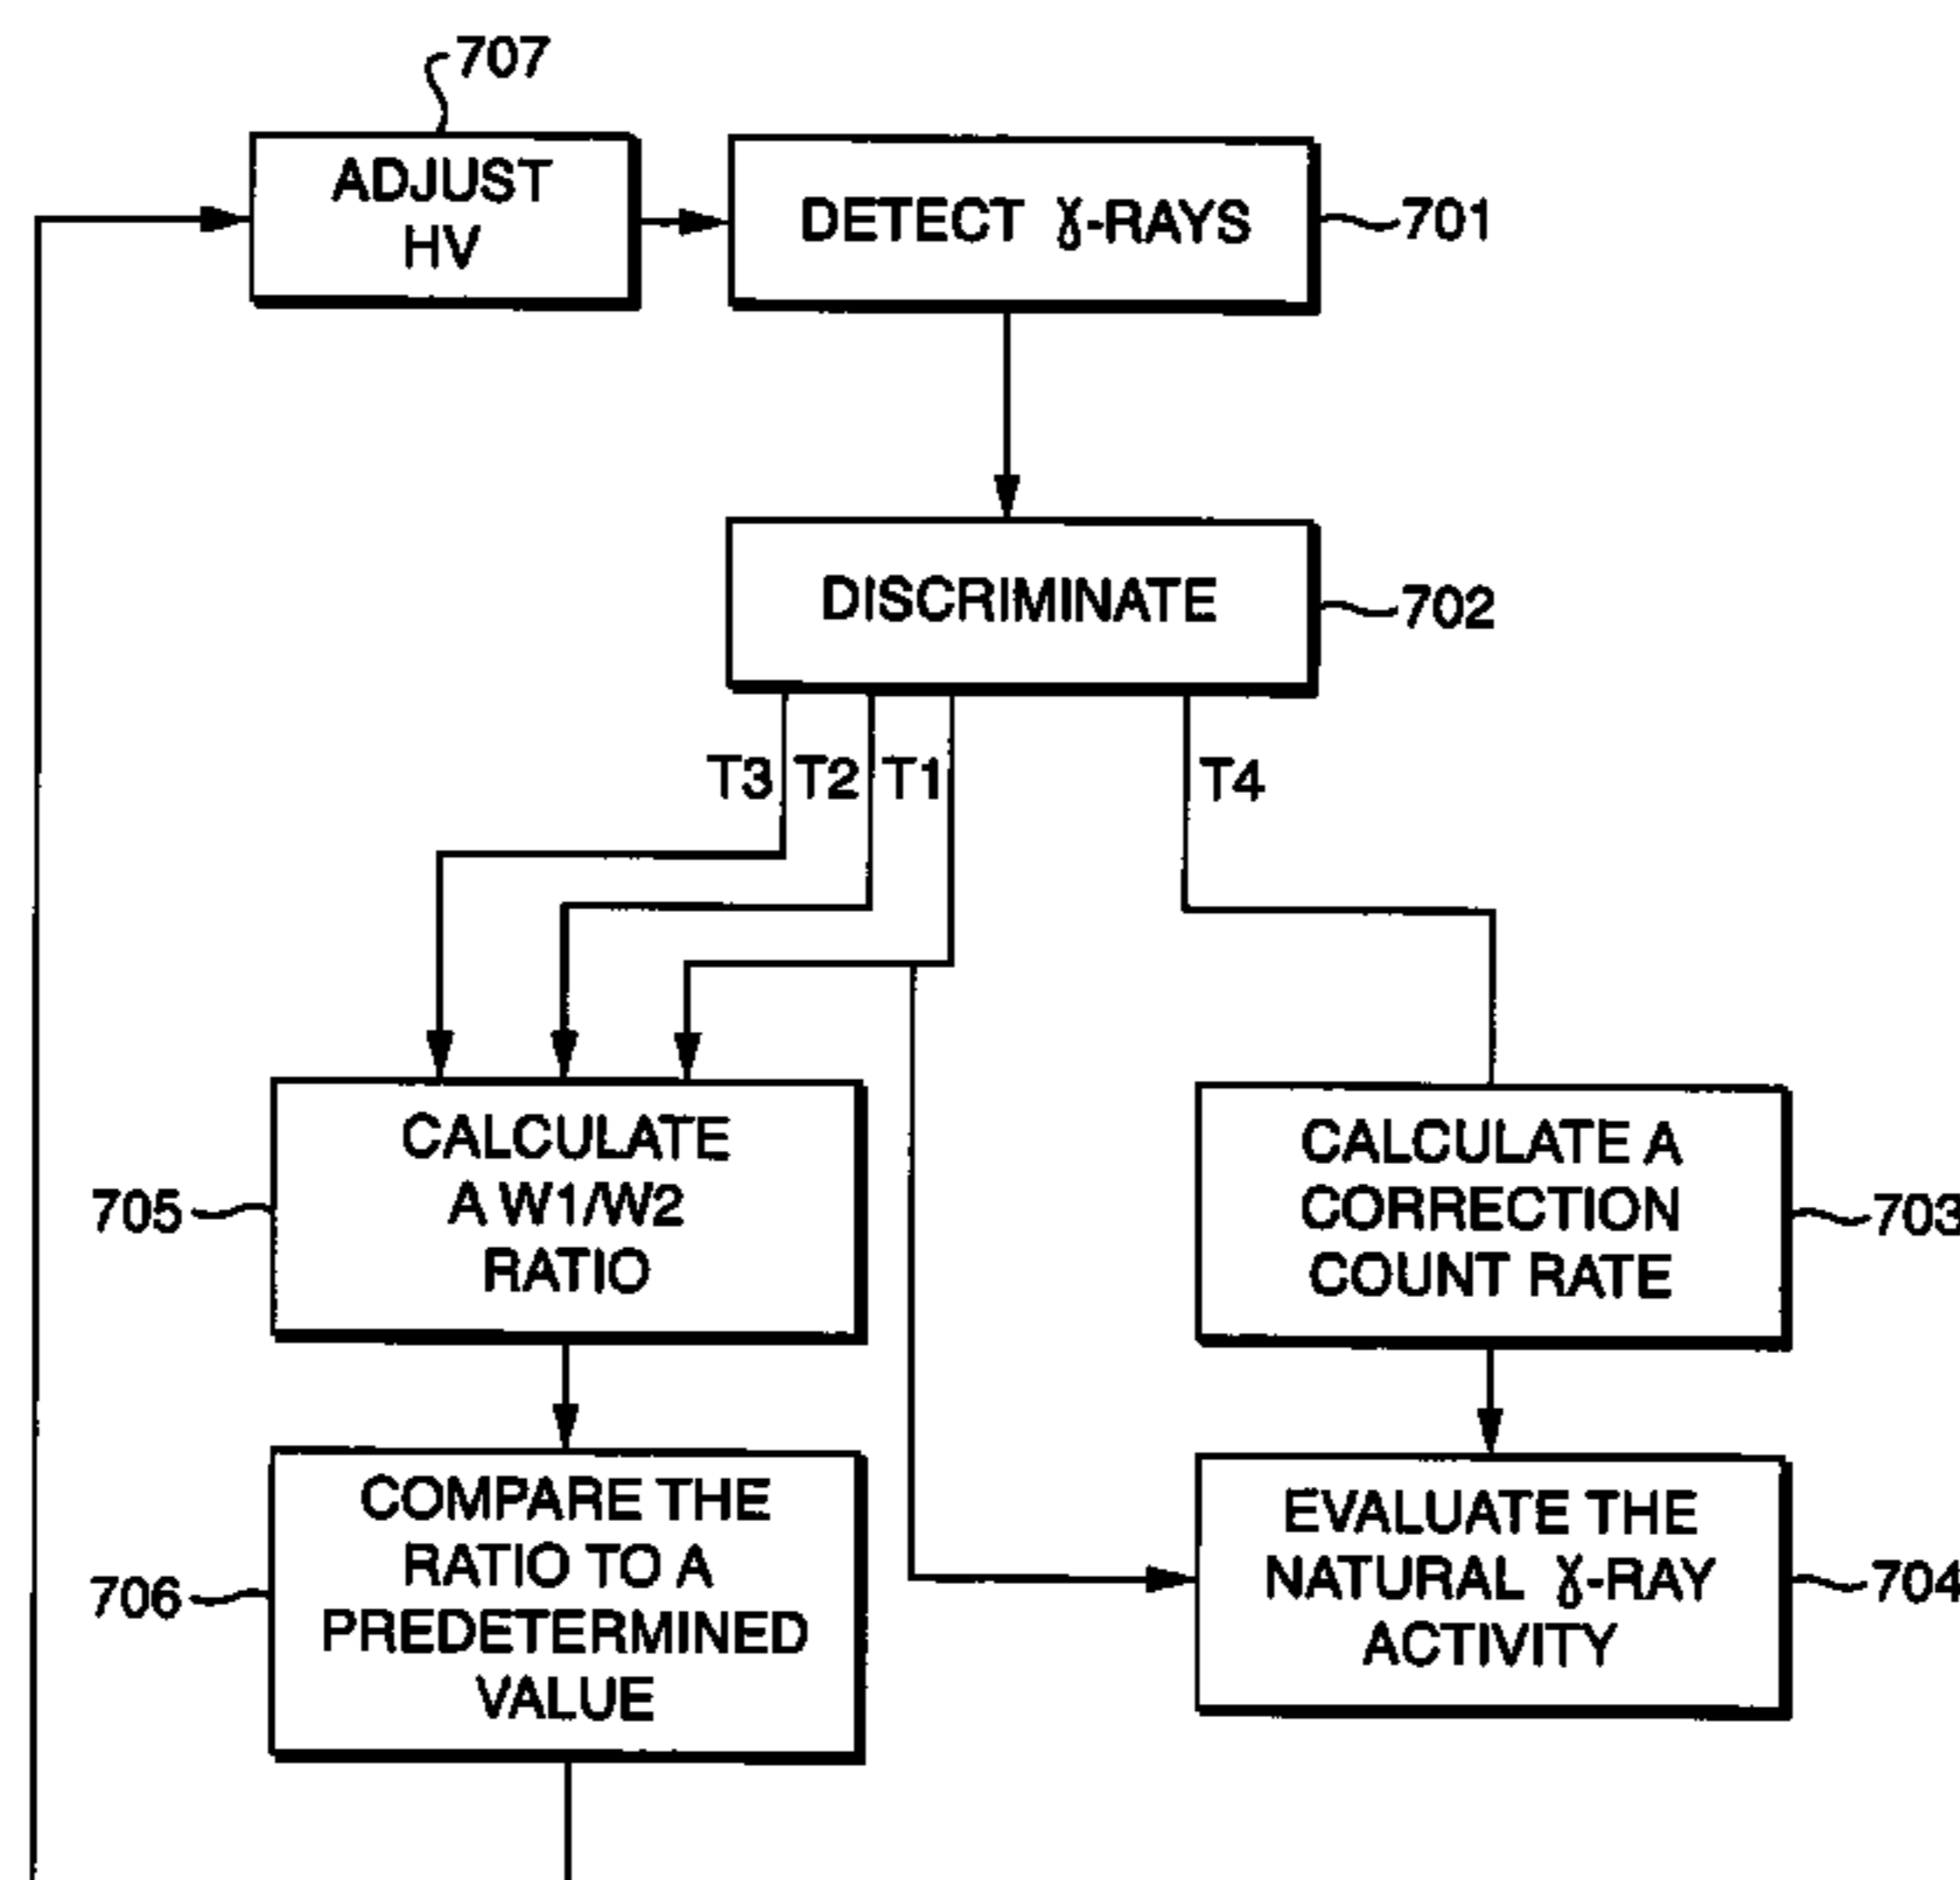 707
ADJUST
HV
DETECT Ɣ-RAYS
701
DISCRIMINATE
702
T3
T2
T1
T4
CALCULATE
A W1/W2
RATIO
705
CALCULATE A
CORRECTION
COUNT RATE
703
COMPARE THE
RATIO TO A
PREDETERMINED
VALUE
706
EVALUATE THE
NATURAL Ɣ-RAY
ACTIVITY
704